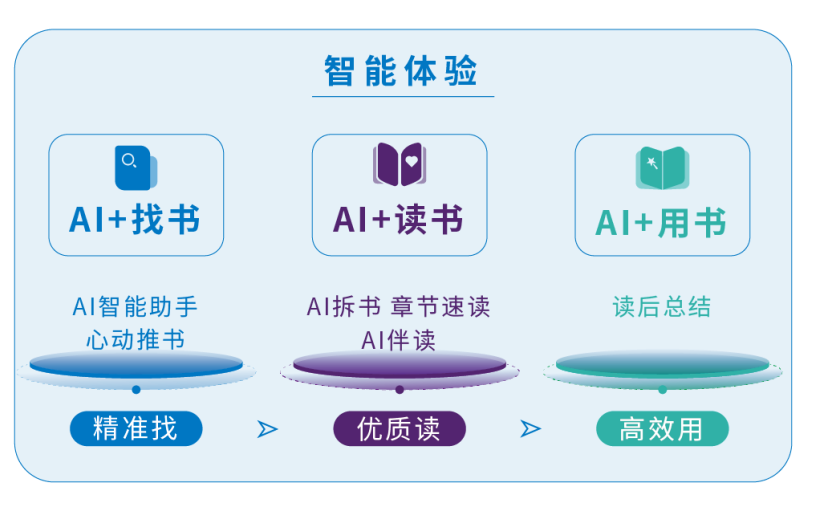 智能体验
AI+找书
AI+读书
AI+用书
AI智能助手
心动推书
AI拆书 章节速读
AI伴读
读后总结
精准找
优质读
高效用